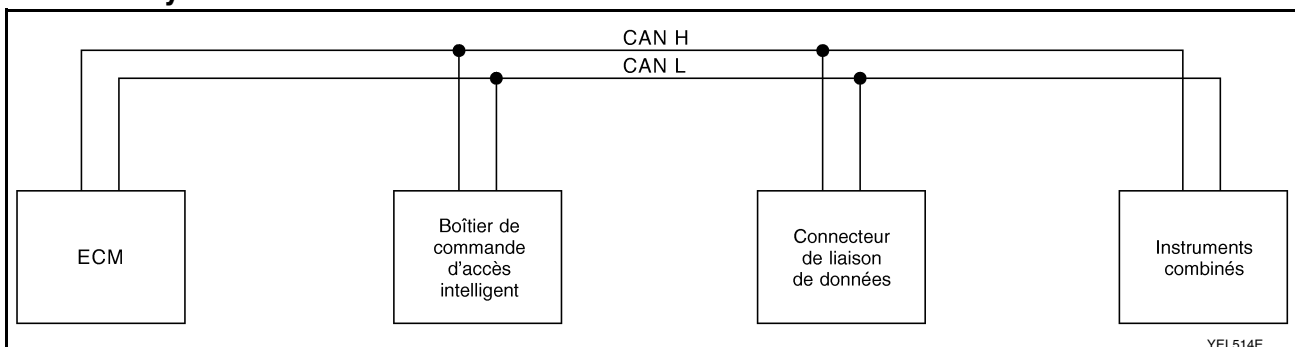 CAN H
CAN L
ECM
Boîtier de
commande
d'accès
intelligent
Connecteur
de liaison
de données
Instruments
combinés